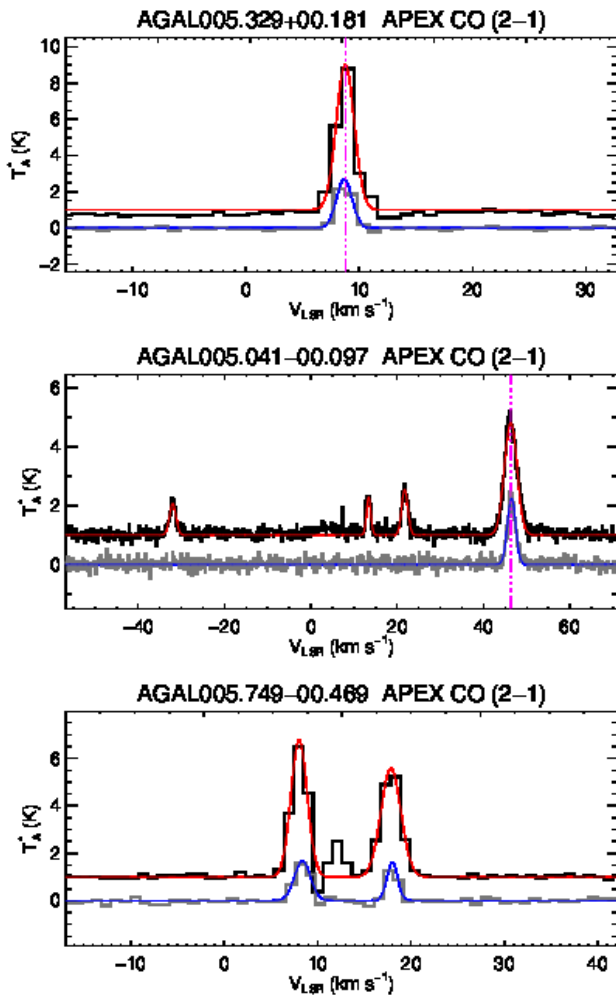 AGAL005.329+00.181 APEX CO (2−1)
10
8
6
4
2
0
−2
T*A (K)
−10 0 10 20 30
VLSR (km s−1)
AGAL005.041−00.097 APEX CO (2−1)
6
4
2
0
T*A (K)
−40 −20 0 20 40 60
VLSR (km s−1)
AGAL005.749−00.469 APEX CO (2−1)
6
4
2
0
T*A (K)
−10 0 10 20 30 40
VLSR (km s−1)